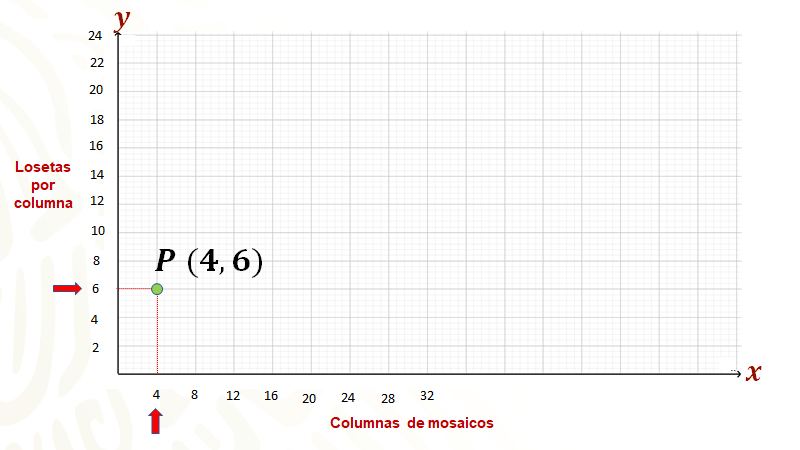 y
24
22
20
18
16
14
12
10
8
6
4
2
Losetas
por
columna
P (4, 6)
x
4 8 12 16 20 24 28 32
Columnas de mosaicos